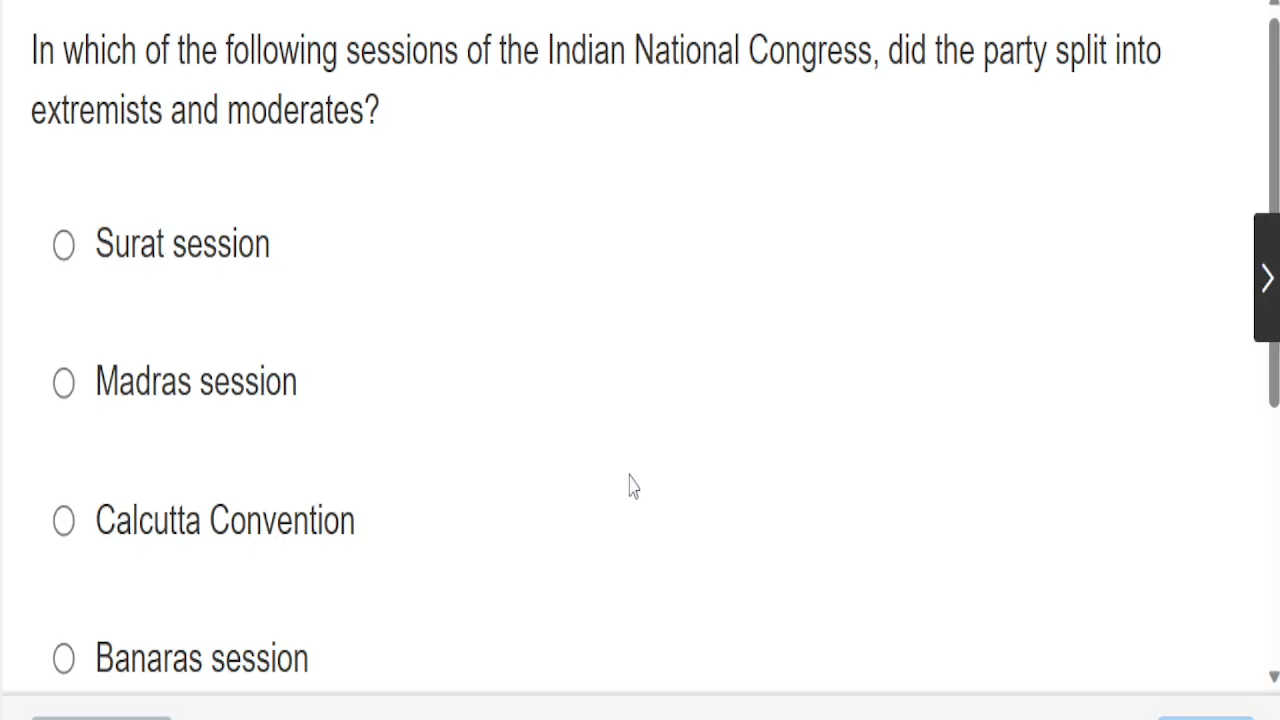 In which of the following sessions of the Indian National Congress, did the party split into
extremists and moderates?
Surat session
Madras session
Calcutta Convention
Banaras session